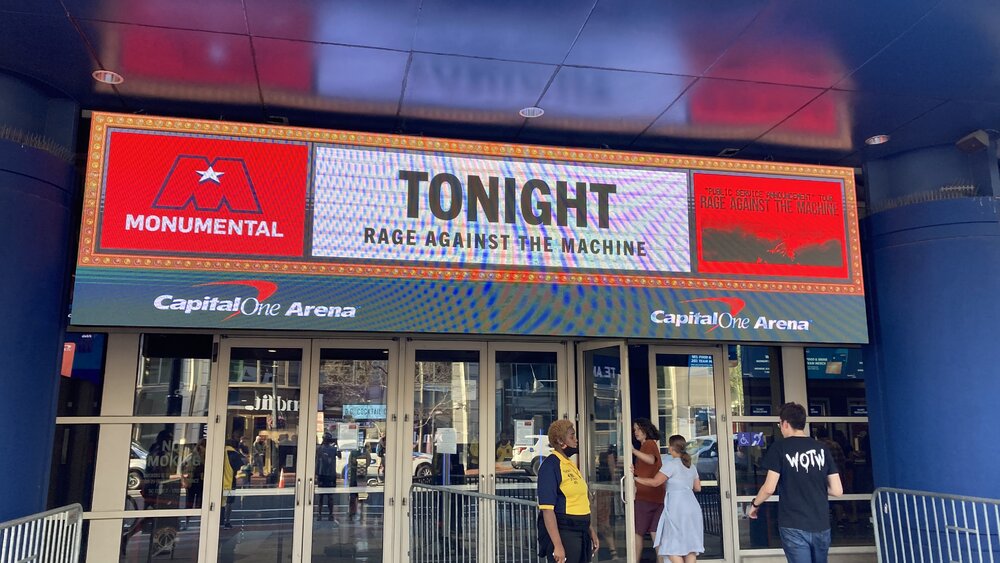 MONUMENTAL
TONIGHT
RAGE AGAINST THE MACHINE
"PUBLIC SERVICE ANNOUNCEMENT" TOUR
RAGE AGAINST THE MACHINE
Capital One Arena
Capital One Arena
COCKTAIL
WOTW